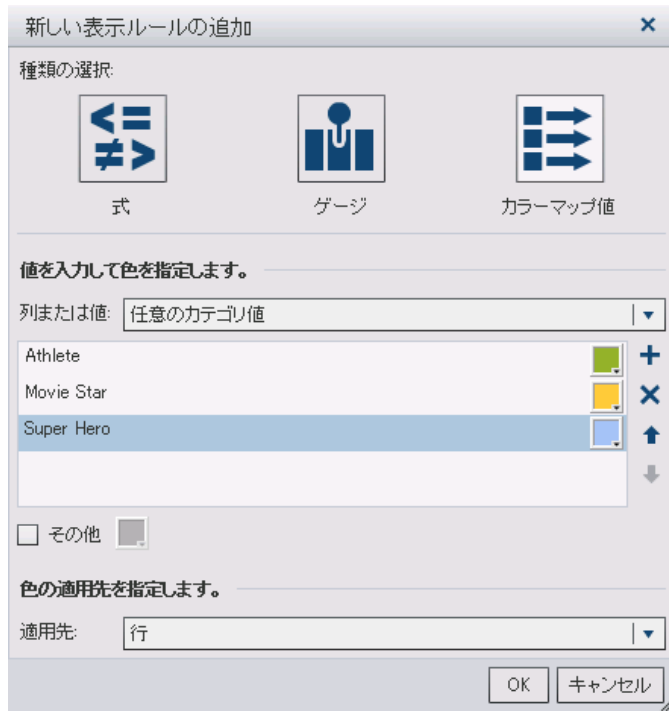 新しい表示ルールの追加
種類の選択:
式 ゲージ カラーマップ値
値を入力して色を指定します。
列または値: 任意のカテゴリ値
Athlete
Movie Star
Super Hero
その他
色の適用先を指定します。
適用先: 行
OK キャンセル